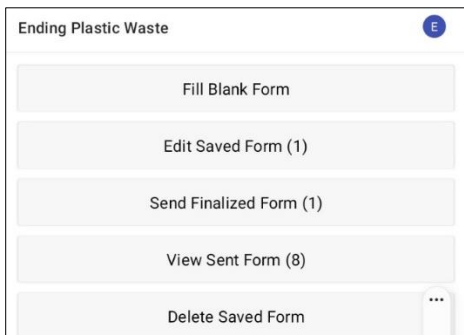 Ending Plastic Waste E
Fill Blank Form
Edit Saved Form (1)
Send Finalized Form (1)
View Sent Form (8)
Delete Saved Form